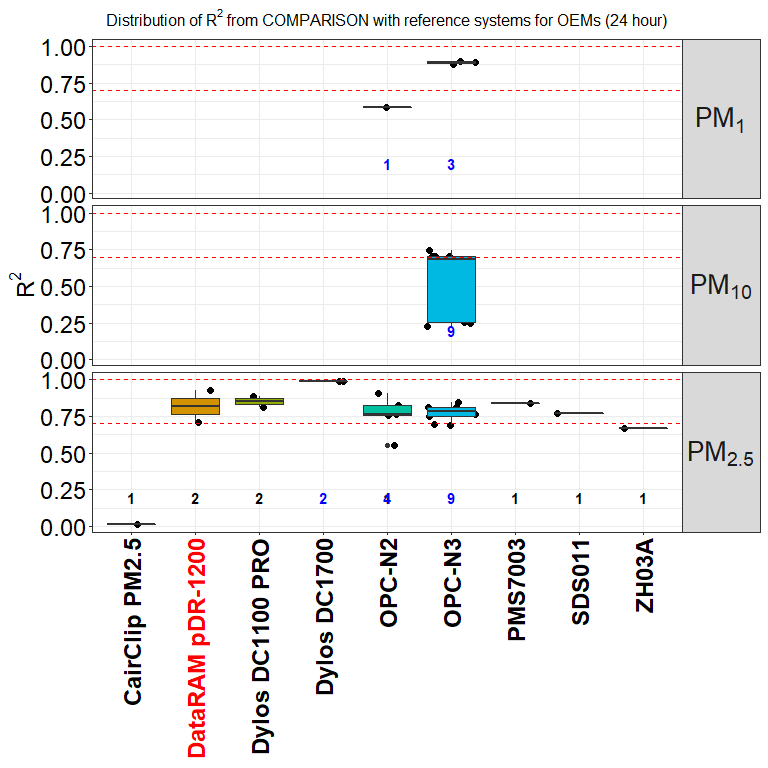 Distribution of R² from COMPARISON with reference systems for OEMs (24 hour)
R²
1.00
0.75
0.50
0.25
0.00
1 3
PM₁
1.00
0.75
0.50
0.25
0.00
9
PM₁₀
1.00
0.75
0.50
0.25
0.00
1 2 2 2 4 9 1 1 1
PM₂.₅
CairClip PM2.5
DataRAM pDR-1200
Dylos DC1100 PRO
Dylos DC1700
OPC-N2
OPC-N3
PMS7003
SDS011
ZH03A